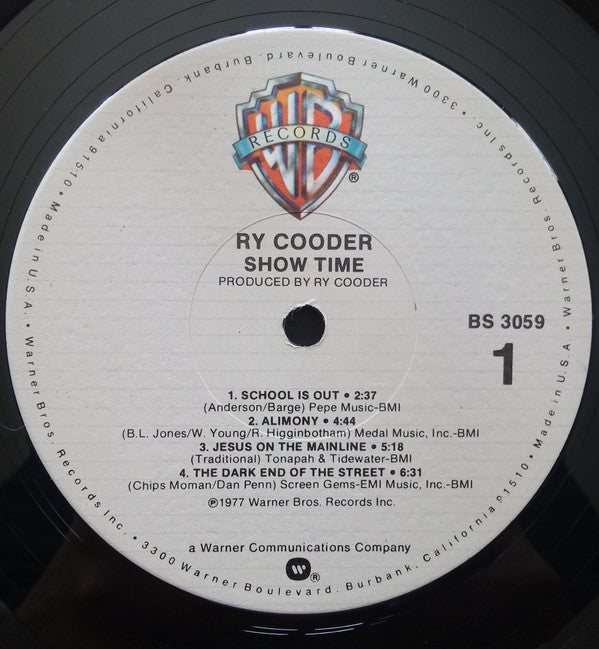 WB
RECORDS
®
RY COODER
SHOW TIME
PRODUCED BY RY COODER
BS 3059
1
1. SCHOOL IS OUT • 2:37
(Anderson/Barge) Pepe Music-BMI
2. ALIMONY • 4:44
(B.L. Jones/W. Young/R. Higginbotham) Medal Music, Inc.-BMI
3. JESUS ON THE MAINLINE • 5:18
(Traditional) Tonapah & Tidewater-BMI
4. THE DARK END OF THE STREET • 6:31
(Chips Moman/Dan Penn) Screen Gems-EMI Music, Inc.-BMI
℗1977 Warner Bros. Records Inc.
a Warner Communications Company
®
Warner Bros. Records Inc. • 3300 Warner Boulevard. Burbank, California 91510 • Made in U.S.A. • Warner Bros. Records Inc. • 3300 Warner Boulevard. Burbank, California 91510 • Made in U.S.A. •